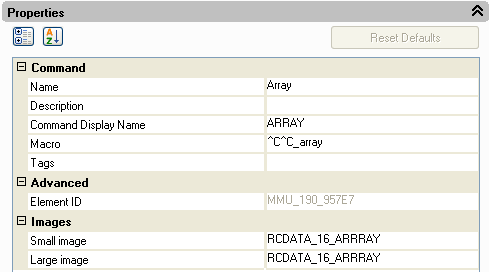 Properties
Reset Defaults
Command
Name Array
Description
Command Display Name ARRAY
Macro ^C^C_array
Tags
Advanced
Element ID MMU_190_957E7
Images
Small image RCDATA_16_ARRRAY
Large image RCDATA_16_ARRRAY